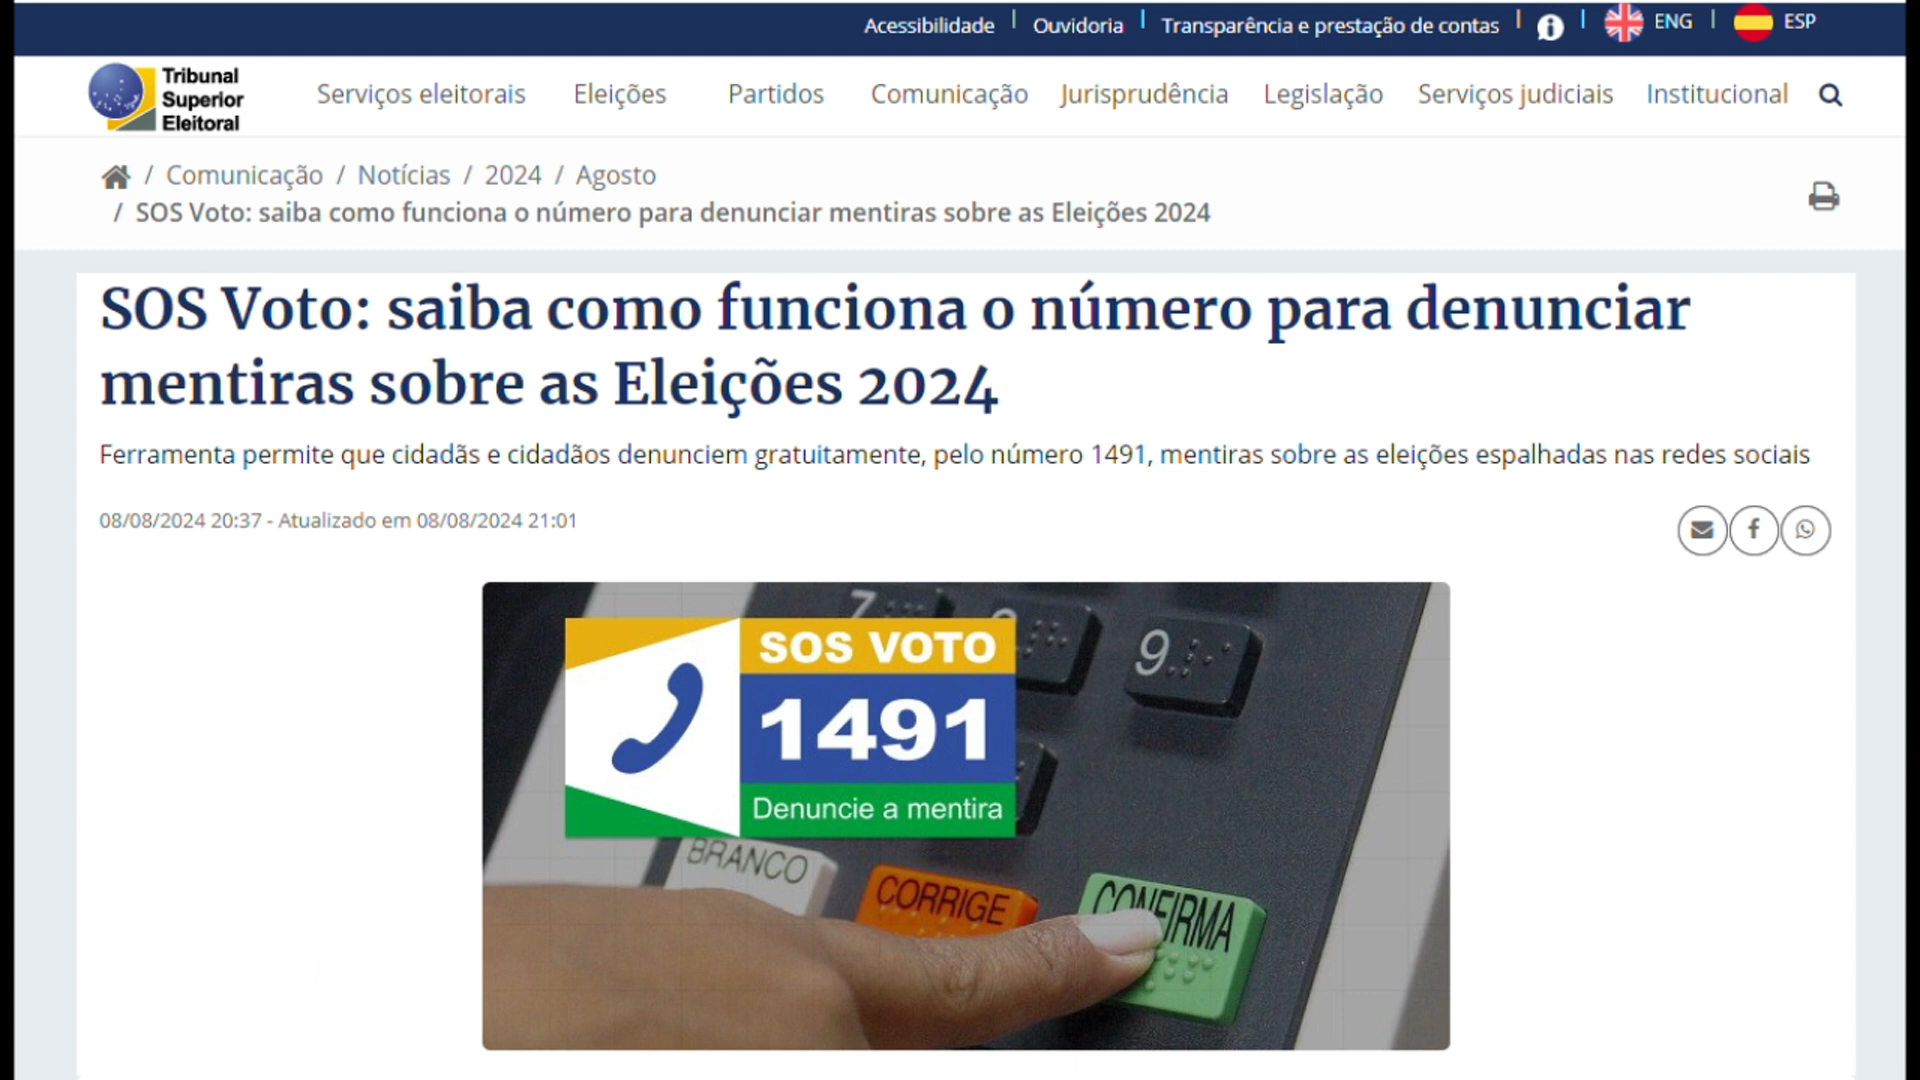 Acessibilidade
Ouvidoria
Transparência e prestação de contas
ENG
ESP
Tribunal
Superior
Eleitoral
Serviços eleitorais
Eleições
Partidos
Comunicação
Jurisprudência
Legislação
Serviços judiciais
Institucional
/ Comunicação / Notícias / 2024 / Agosto
/ SOS Voto: saiba como funciona o número para denunciar mentiras sobre as Eleições 2024
SOS Voto: saiba como funciona o número para denunciar
mentiras sobre as Eleições 2024
Ferramenta permite que cidadãs e cidadãos denunciem gratuitamente, pelo número 1491, mentiras sobre as eleições espalhadas nas redes sociais
08/08/2024 20:37 - Atualizado em 08/08/2024 21:01
7
9
SOS VOTO
1491
Denuncie a mentira
BRANCO
CORRIGE
CONFIRMA